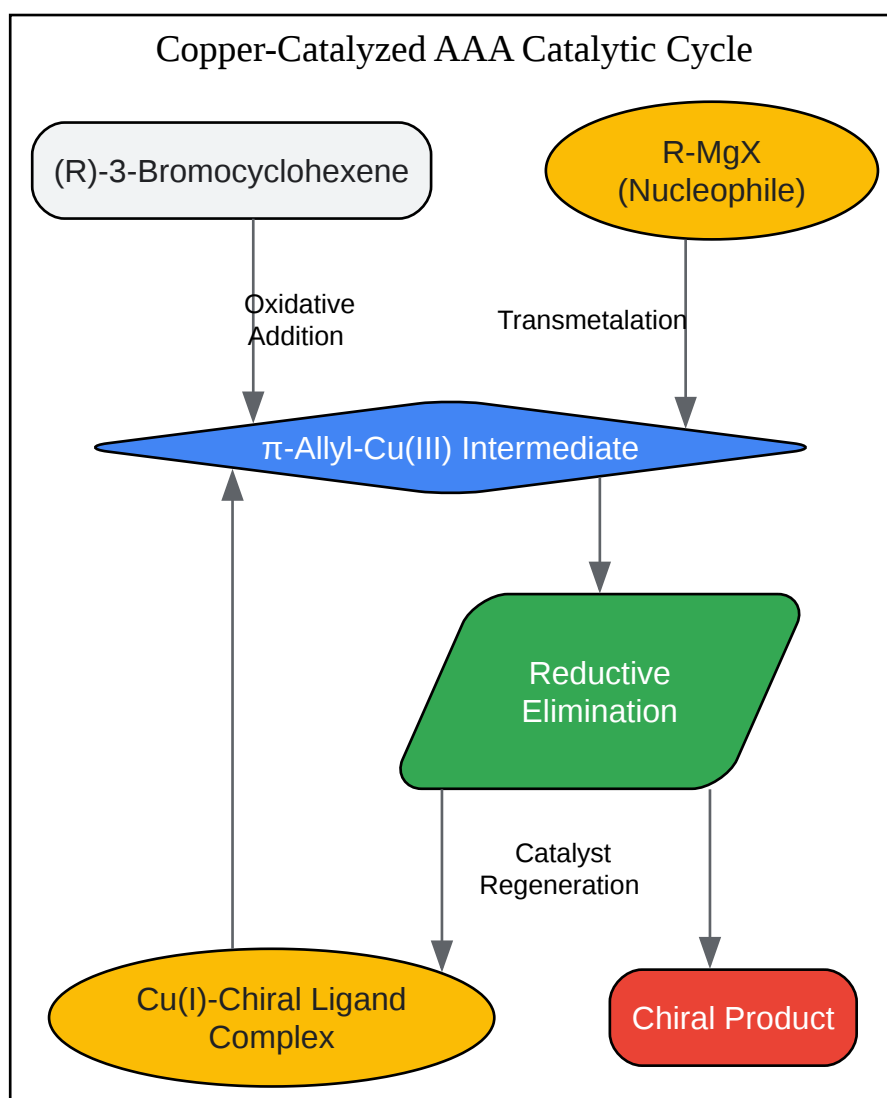 Copper-Catalyzed AAA Catalytic Cycle
(R)-3-Bromocyclohexene
R-MgX
(Nucleophile)
Oxidative
Addition
Transmetalation
π-Allyl-Cu(III) Intermediate
Reductive
Elimination
Catalyst
Regeneration
Cu(I)-Chiral Ligand
Complex
Chiral Product